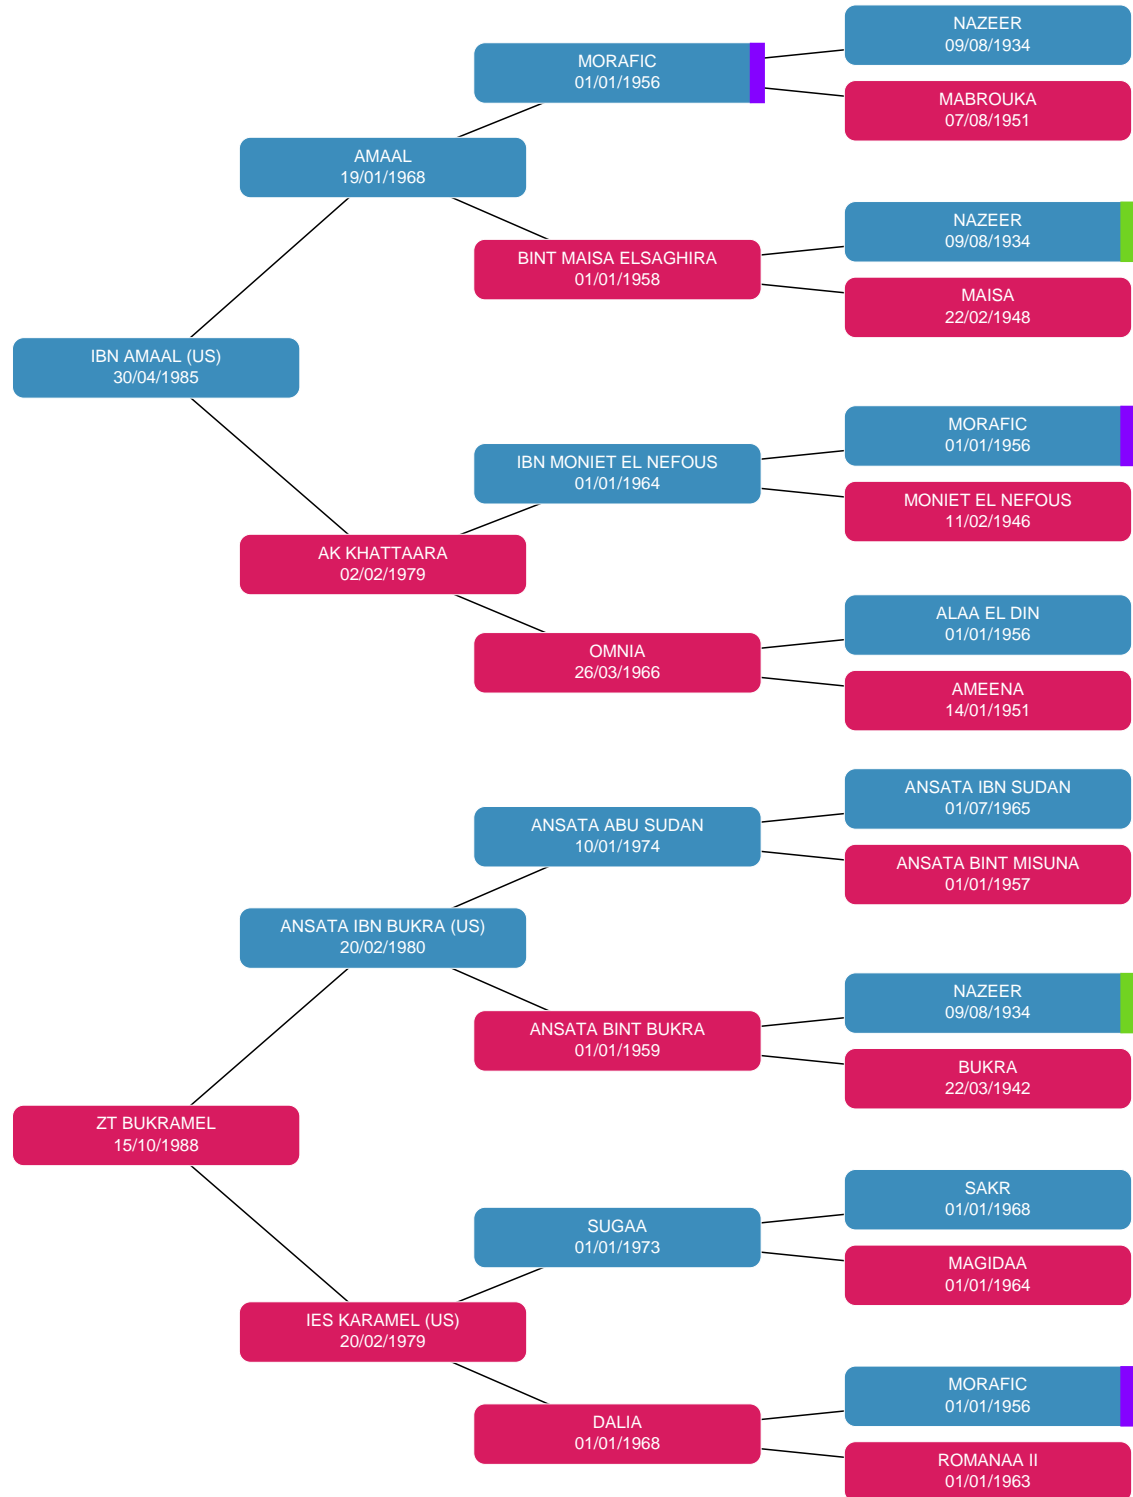 NAZEER
09/08/1934
MORAFIC
01/01/1956
MABROUKA
07/08/1951
AMAAL
19/01/1968
NAZEER
09/08/1934
BINT MAISA ELSAGHIRA
01/01/1958
MAISA
22/02/1948
IBN AMAAL (US)
30/04/1985
MORAFIC
01/01/1956
IBN MONIET EL NEFOUS
01/01/1964
MONIET EL NEFOUS
11/02/1946
AK KHATTAARA
02/02/1979
ALAA EL DIN
01/01/1956
OMNIA
26/03/1966
AMEENA
14/01/1951
ANSATA IBN SUDAN
01/07/1965
ANSATA ABU SUDAN
10/01/1974
ANSATA BINT MISUNA
01/01/1957
ANSATA IBN BUKRA (US)
20/02/1980
NAZEER
09/08/1934
ANSATA BINT BUKRA
01/01/1959
BUKRA
22/03/1942
ZT BUKRAMEL
15/10/1988
SAKR
01/01/1968
SUGAA
01/01/1973
MAGIDAA
01/01/1964
IES KARAMEL (US)
20/02/1979
MORAFIC
01/01/1956
DALIA
01/01/1968
ROMANAA II
01/01/1963